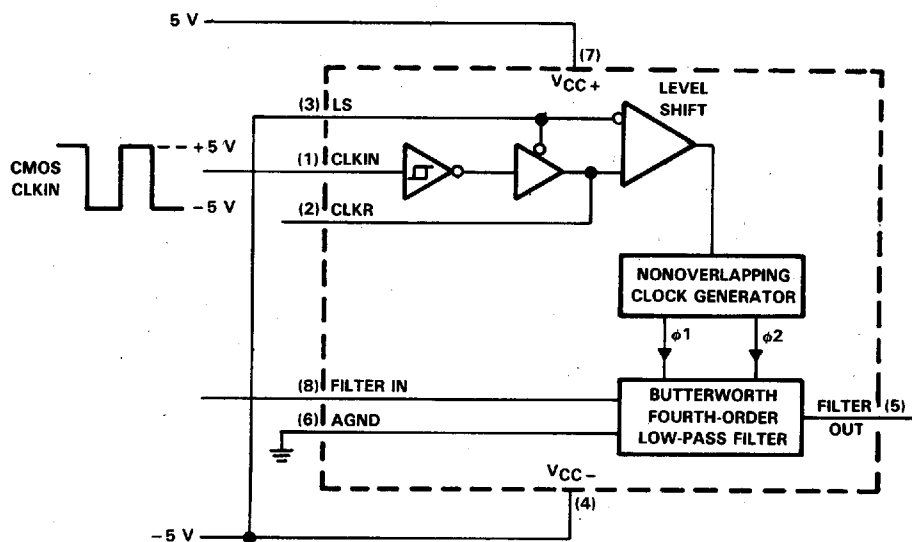 5 V
(7)
VCC+
LEVEL
SHIFT
(3) LS
CMOS
CLKIN
+5 V
−5 V
(1) CLKIN
(2) CLKR
NONOVERLAPPING
CLOCK GENERATOR
ϕ1
ϕ2
(8) FILTER IN
(6) AGND
BUTTERWORTH
FOURTH-ORDER
LOW-PASS FILTER
FILTER (5)
OUT
VCC−
(4)
−5 V